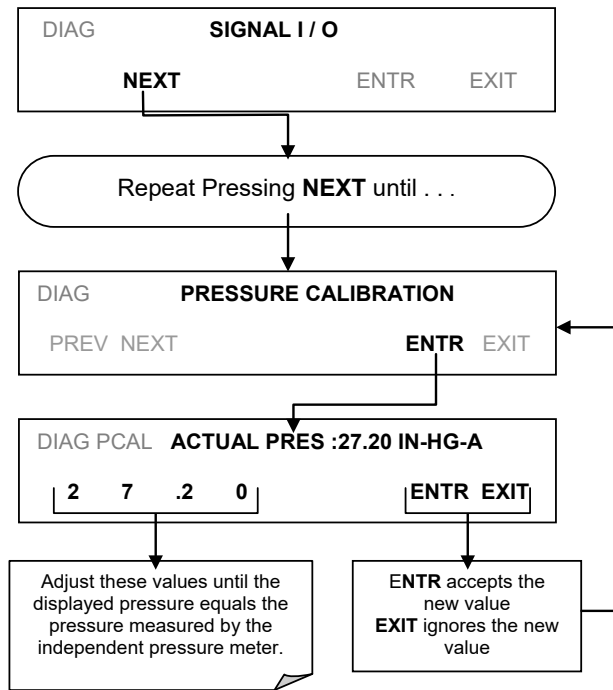 DIAG SIGNAL I / O
NEXT ENTR EXIT
Repeat Pressing NEXT until . . .
DIAG PRESSURE CALIBRATION
PREV NEXT ENTR EXIT
DIAG PCAL ACTUAL PRES :27.20 IN-HG-A
2 7 .2 0 ENTR EXIT
Adjust these values until the
displayed pressure equals the
pressure measured by the
independent pressure meter.
ENTR accepts the
new value
EXIT ignores the new
value